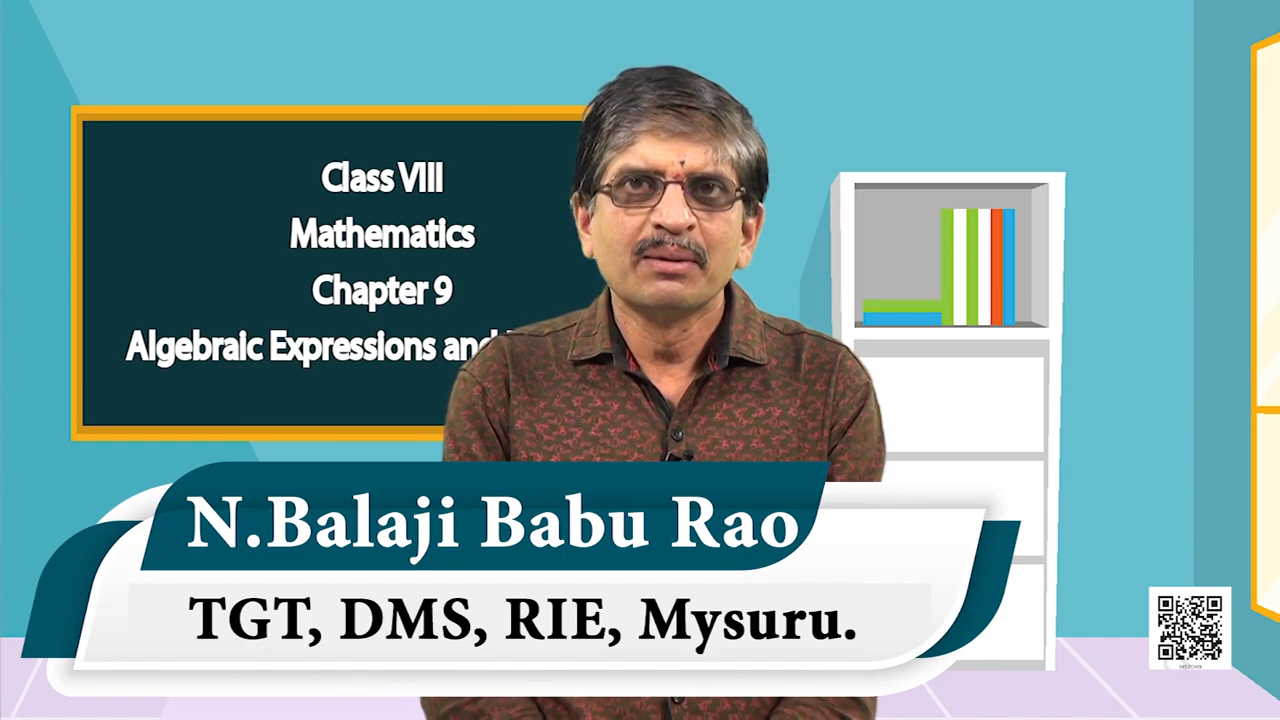 Class VIII
Mathematics
Chapter 9
Algebraic Expressions and
N.Balaji Babu Rao
TGT, DMS, RIE, Mysuru.